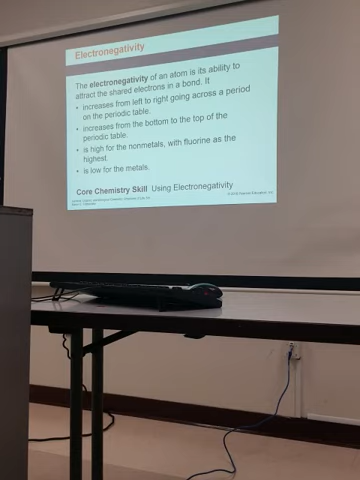 Electronegativity
The electronegativity of an atom is its ability to
attract the shared electrons in a bond. It
• increases from left to right going across a period
on the periodic table.
• increases from the bottom to the top of the
periodic table.
• is high for the nonmetals, with fluorine as the
highest.
• is low for the metals.
Core Chemistry Skill Using Electronegativity